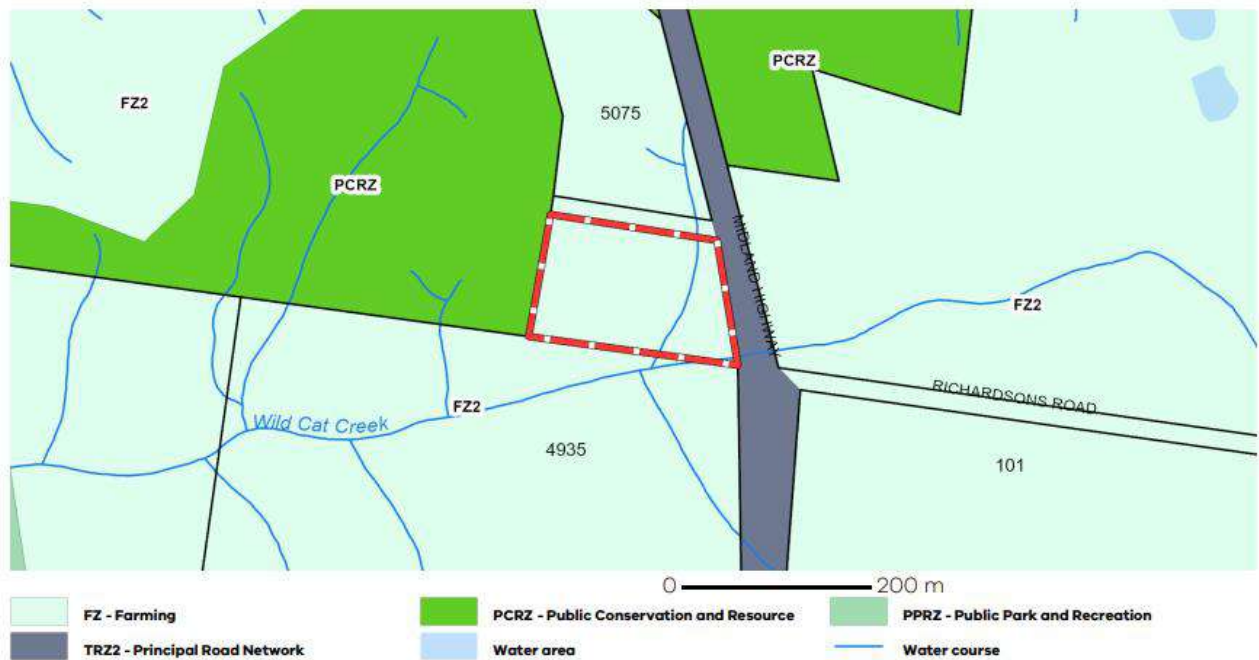 FZ2
PCRZ
5075
PCRZ
MIDLAND HIGHWAY
FZ2
RICHARDSONS ROAD
FZ2
Wild Cat Creek
4935
101
0 200 m
FZ - Farming
PCRZ - Public Conservation and Resource
PPRZ - Public Park and Recreation
TRZ2 - Principal Road Network
Water area
Water course